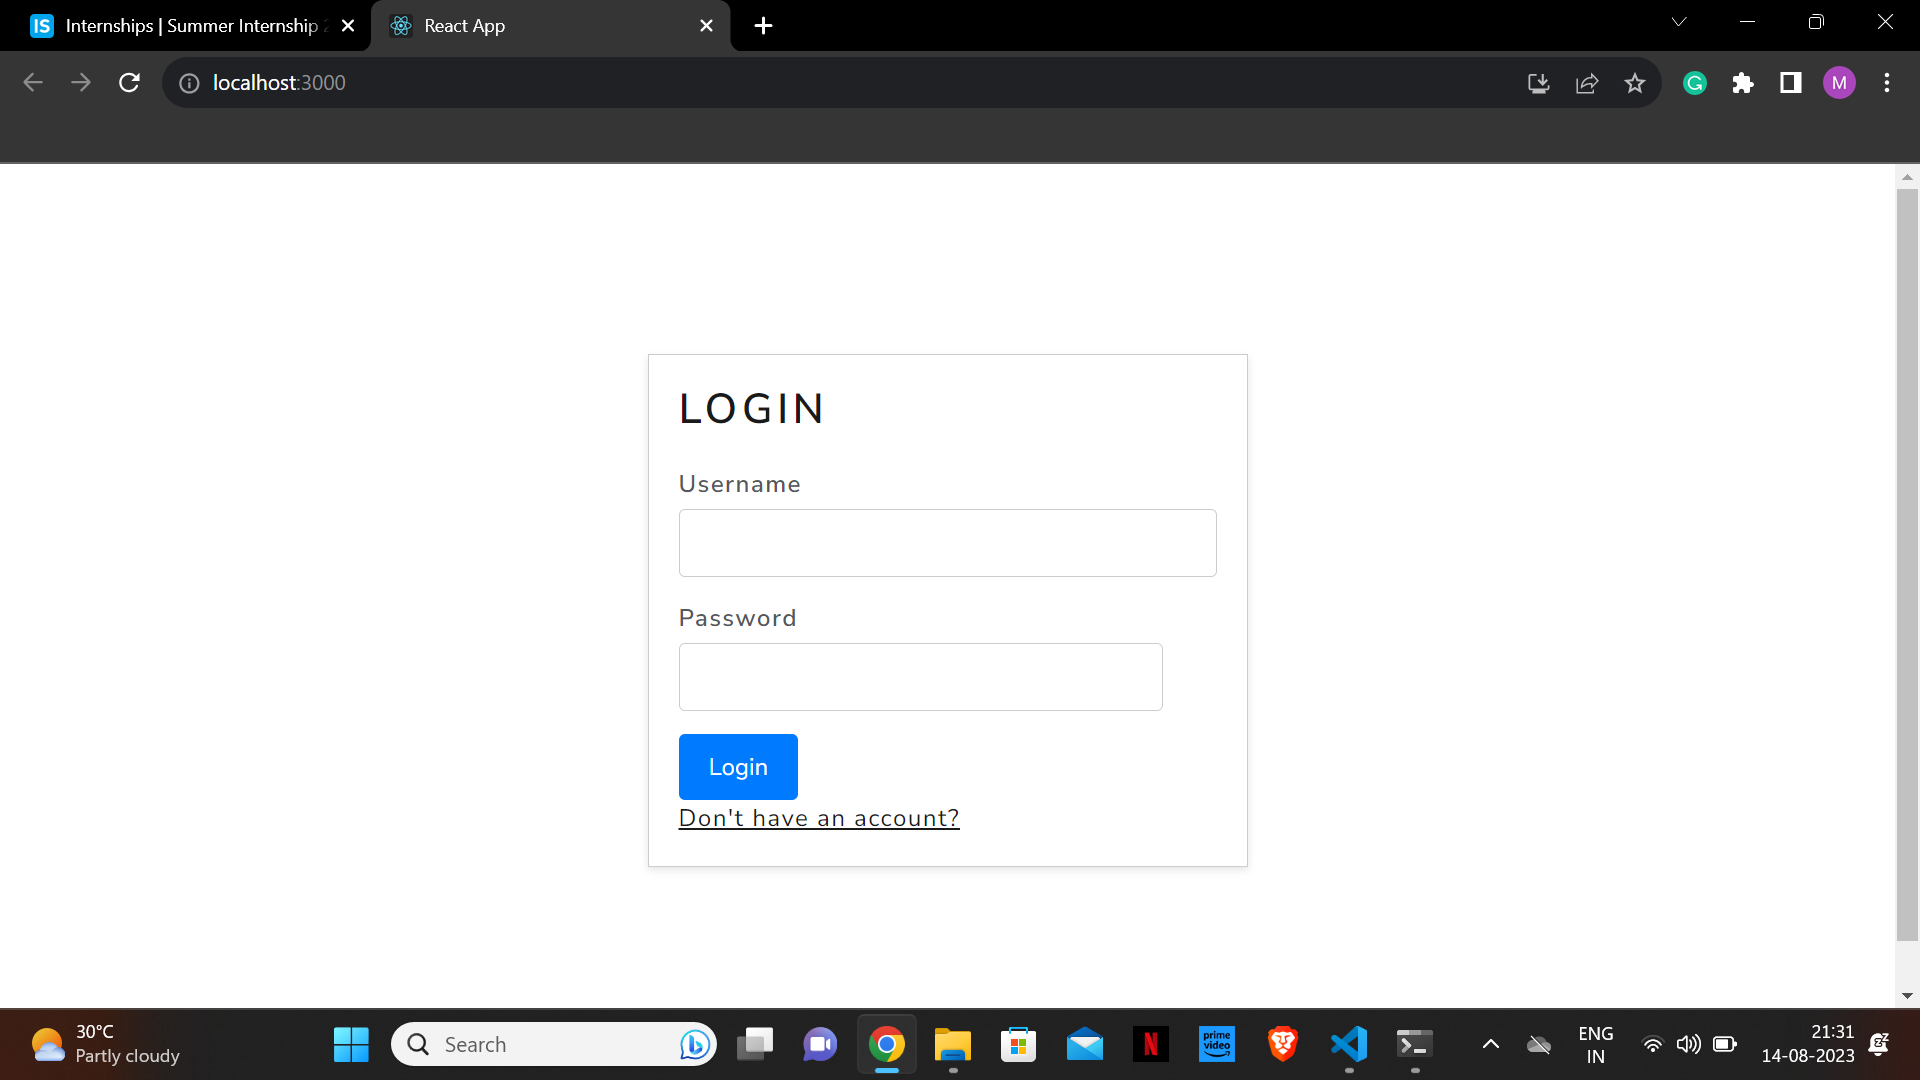 IS Internships | Summer Internship
React App
localhost:3000
G
M
LOGIN
Username
Password
Login
Don't have an account?
30°C
Partly cloudy
Search
N
prime
video
ENG
IN
21:31
14-08-2023